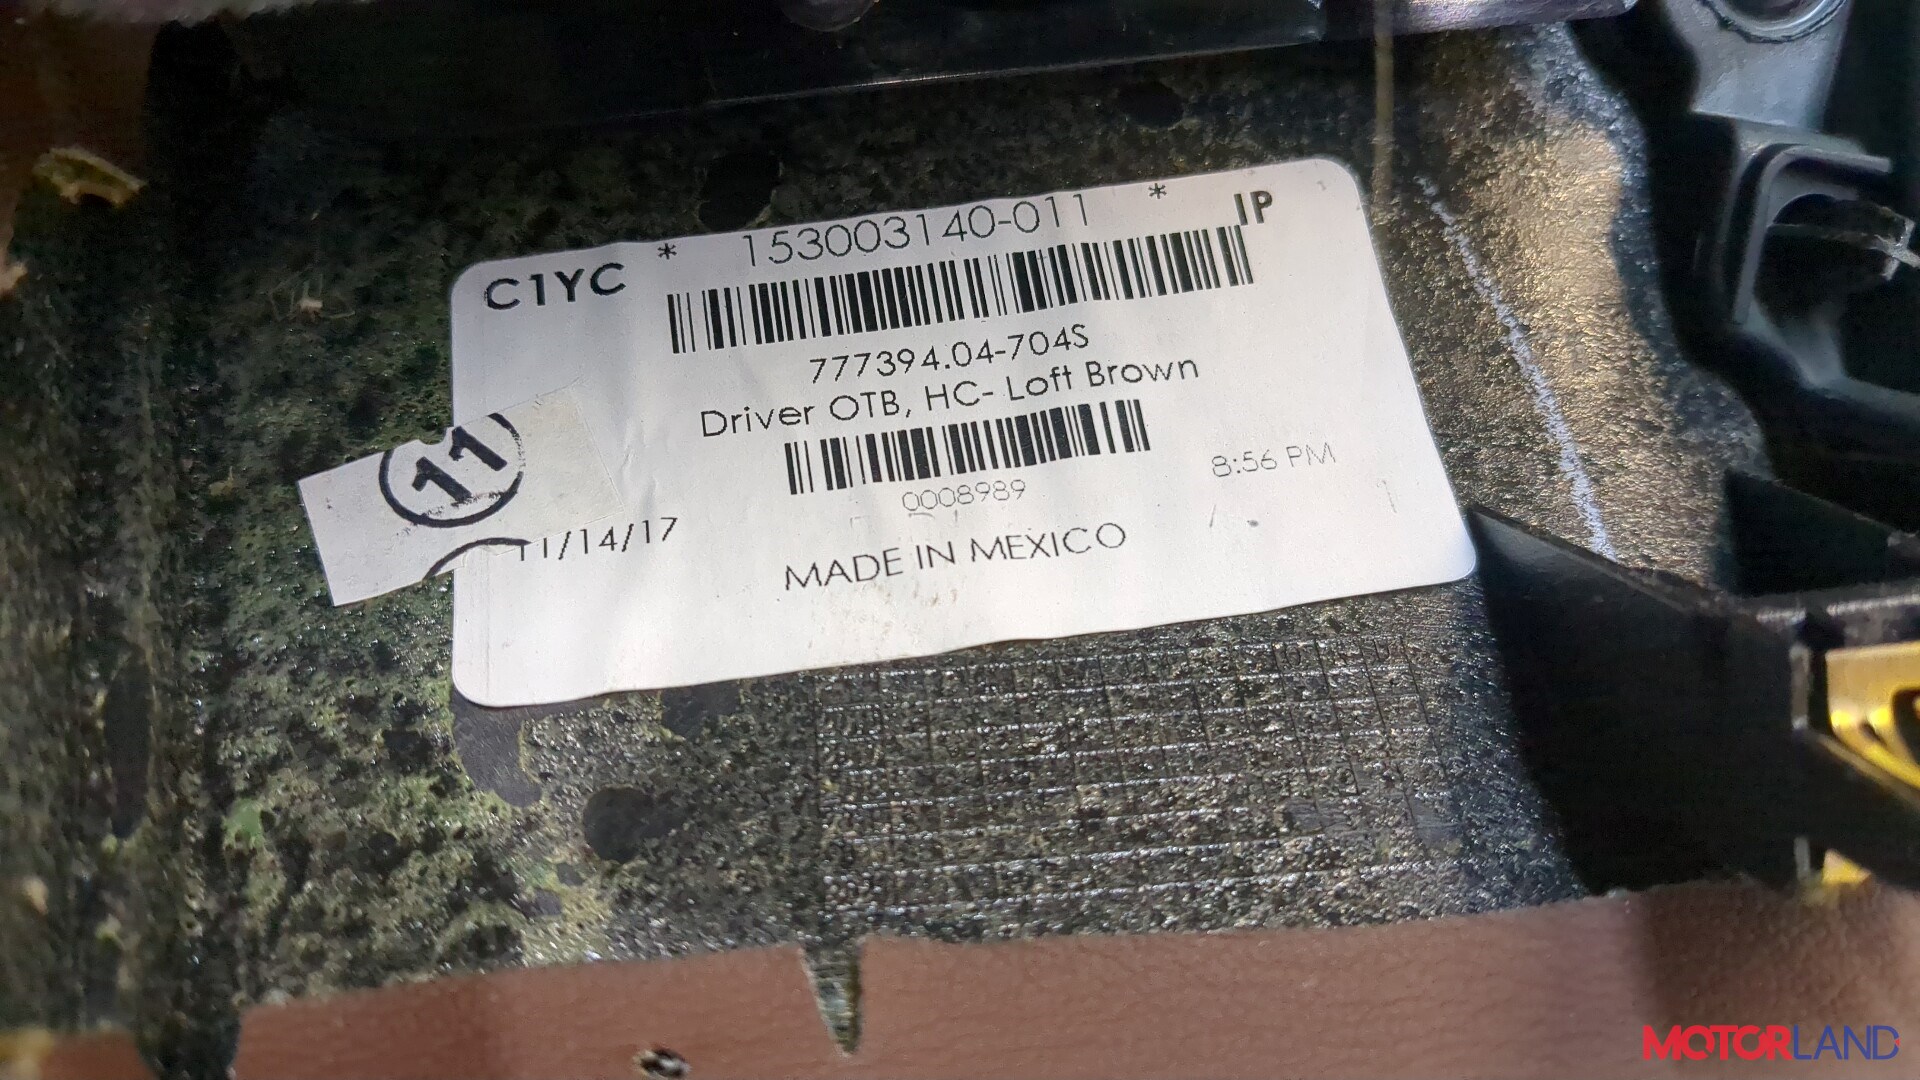 * 153003140-011 *
IP
C1YC
777394.04-704S
Driver OTB, HC- Loft Brown
11
0008989
8:56 PM
11/14/17
1
MADE IN MEXICO
MOTORLAND